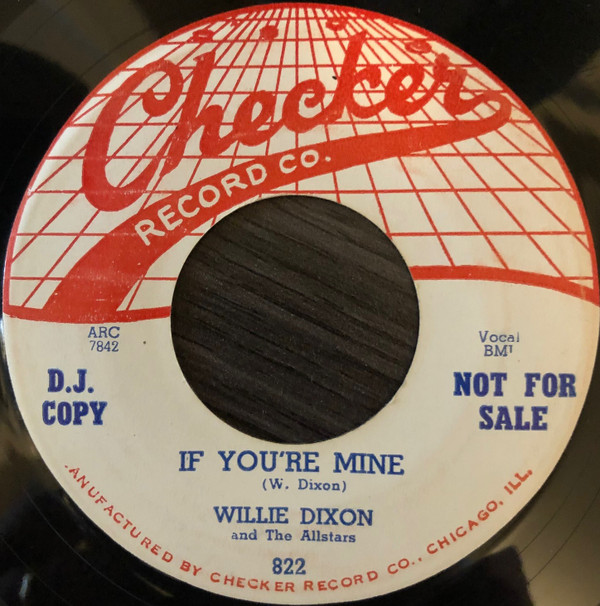 Checker
RECORD CO.
ARC
7842
Vocal
BMI
D.J.
COPY
NOT FOR
SALE
IF YOU'RE MINE
(W. Dixon)
WILLIE DIXON
and The Allstars
822
MANUFACTURED BY CHECKER RECORD CO., CHICAGO, ILL.